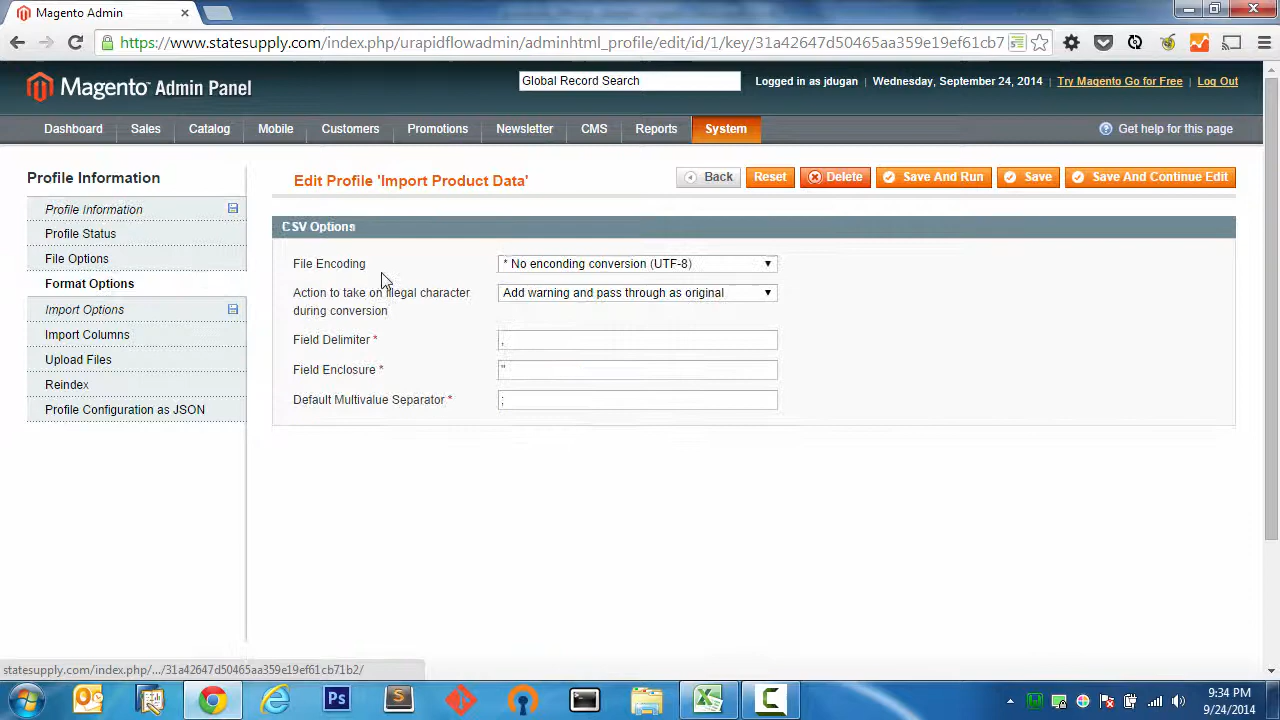 Magento Admin
https://www.statesupply.com/index.php/urapidflowadmin/adminhtml_profile/edit/id/1/key/31a42647d50465aa359e19ef61cb7
Magento™ Admin Panel
Global Record Search
Logged in as jdugan
Wednesday, September 24, 2014
Try Magento Go for Free
Log Out
Dashboard
Sales
Catalog
Mobile
Customers
Promotions
Newsletter
CMS
Reports
System
Get help for this page
Profile Information
Profile Information
Profile Status
File Options
Format Options
Import Options
Import Columns
Upload Files
Reindex
Profile Configuration as JSON
Edit Profile 'Import Product Data'
Back
Reset
Delete
Save And Run
Save
Save And Continue Edit
CSV Options
File Encoding
* No enconding conversion (UTF-8)
Action to take on illegal character
during conversion
Add warning and pass through as original
Field Delimiter *
,
Field Enclosure *
"
Default Multivalue Separator *
;
statesupply.com/index.php/.../31a42647d50465aa359e19ef61cb71b2/
Ps
9:34 PM
9/24/2014